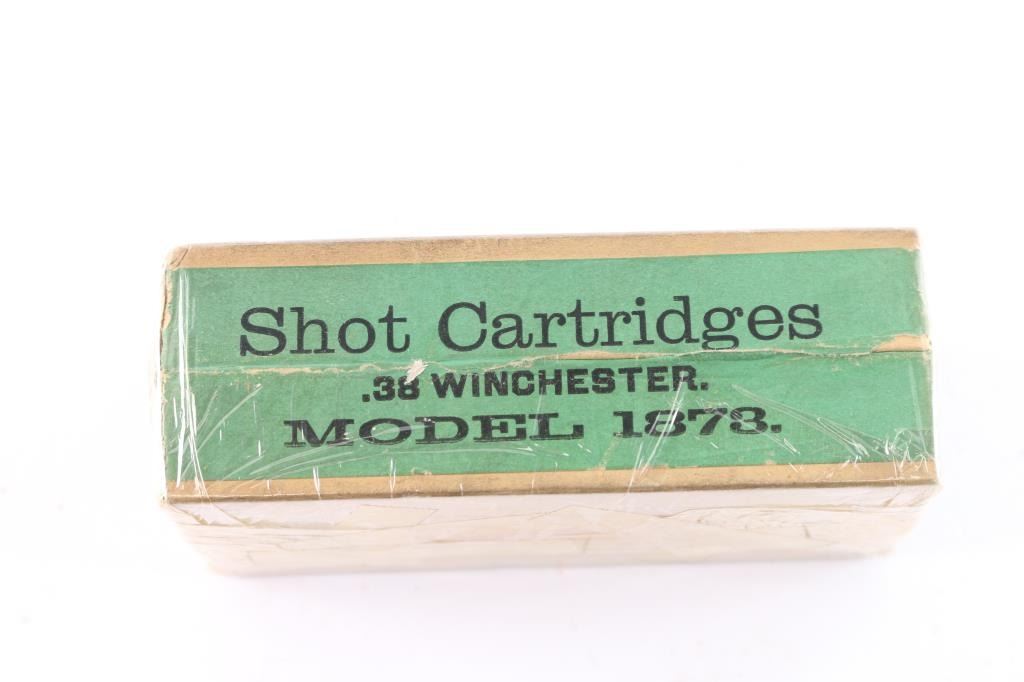 Shot Cartridges
.38 WINCHESTER.
MODEL 1873.